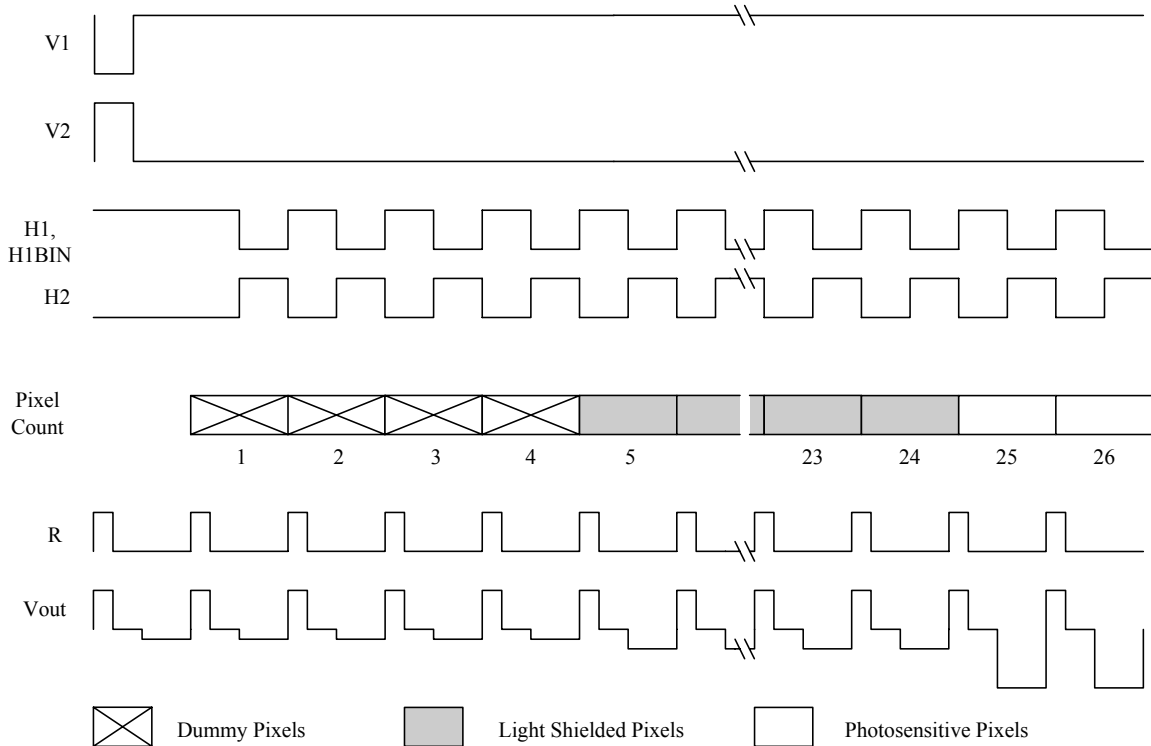 V1
V2
H1,
H1BIN
H2
Pixel
Count
1 2 3 4 5 23 24 25 26
R
Vout
Dummy Pixels Light Shielded Pixels Photosensitive Pixels